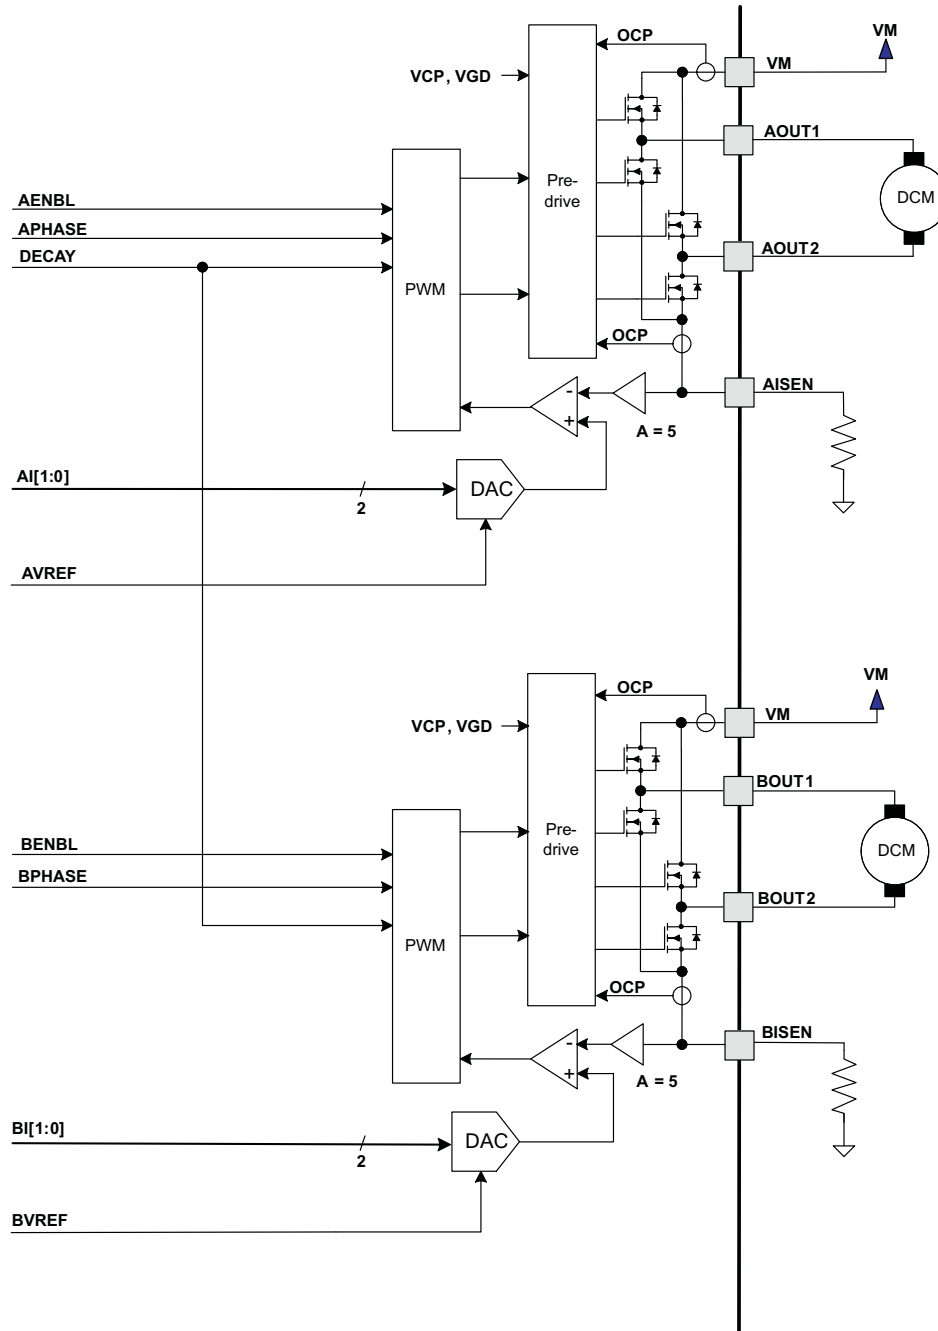 OCP
VM
VCP, VGD
VM
AOUT1
Pre-
drive
DCM
AENBL
APHASE
DECAY
AOUT2
PWM
OCP
AISEN
A = 5
-
+
AI[1:0]
2
DAC
AVREF
OCP
VM
VCP, VGD
VM
BOUT1
Pre-
drive
DCM
BENBL
BPHASE
BOUT2
PWM
OCP
BISEN
A = 5
-
+
BI[1:0]
2
DAC
BVREF